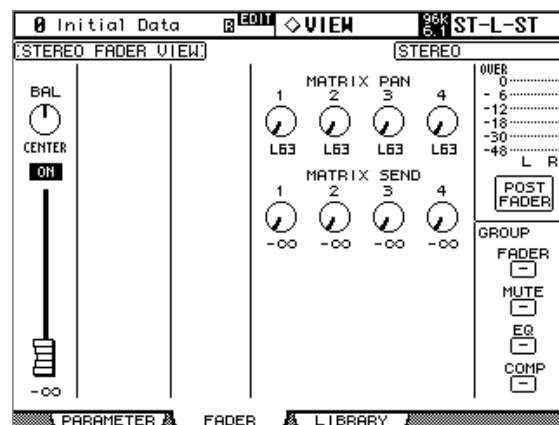 0 Initial Data R EDIT ◇VIEW 96K 6.1 ST-L-ST
STEREO FADER VIEW STEREO
BAL
CENTER
ON
-∞
MATRIX PAN
1 2 3 4
L63 L63 L63 L63
MATRIX SEND
1 2 3 4
-∞ -∞ -∞ -∞
OVER
0
- 6
-12
-18
-30
-48
L R
POST
FADER
GROUP
FADER
-
MUTE
-
EQ
-
COMP
-
PARAMETER FADER LIBRARY